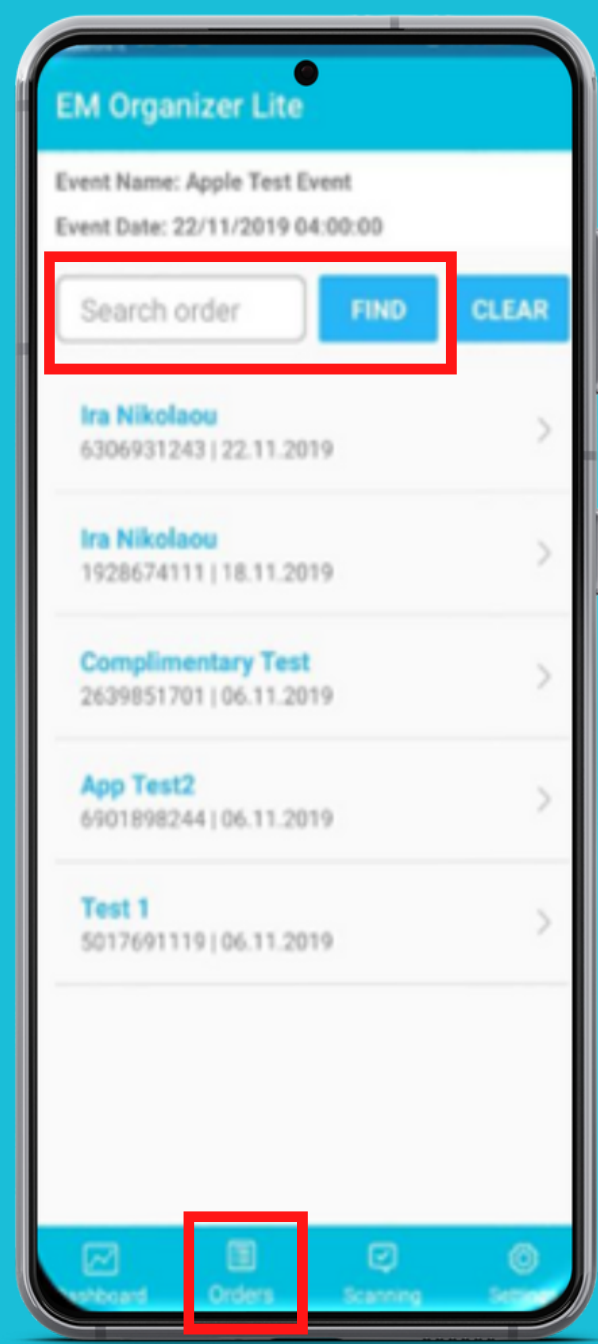 EM Organizer Lite
Event Name: Apple Test Event
Event Date: 22/11/2019 04:00:00
Search order FIND CLEAR
Ira Nikolaou
6306931243 | 22.11.2019
Ira Nikolaou
1928674111 | 18.11.2019
Complimentary Test
2639851701 | 06.11.2019
App Test2
6901898244 | 06.11.2019
Test 1
5017691119 | 06.11.2019
Dashboard Orders Scanning Settings